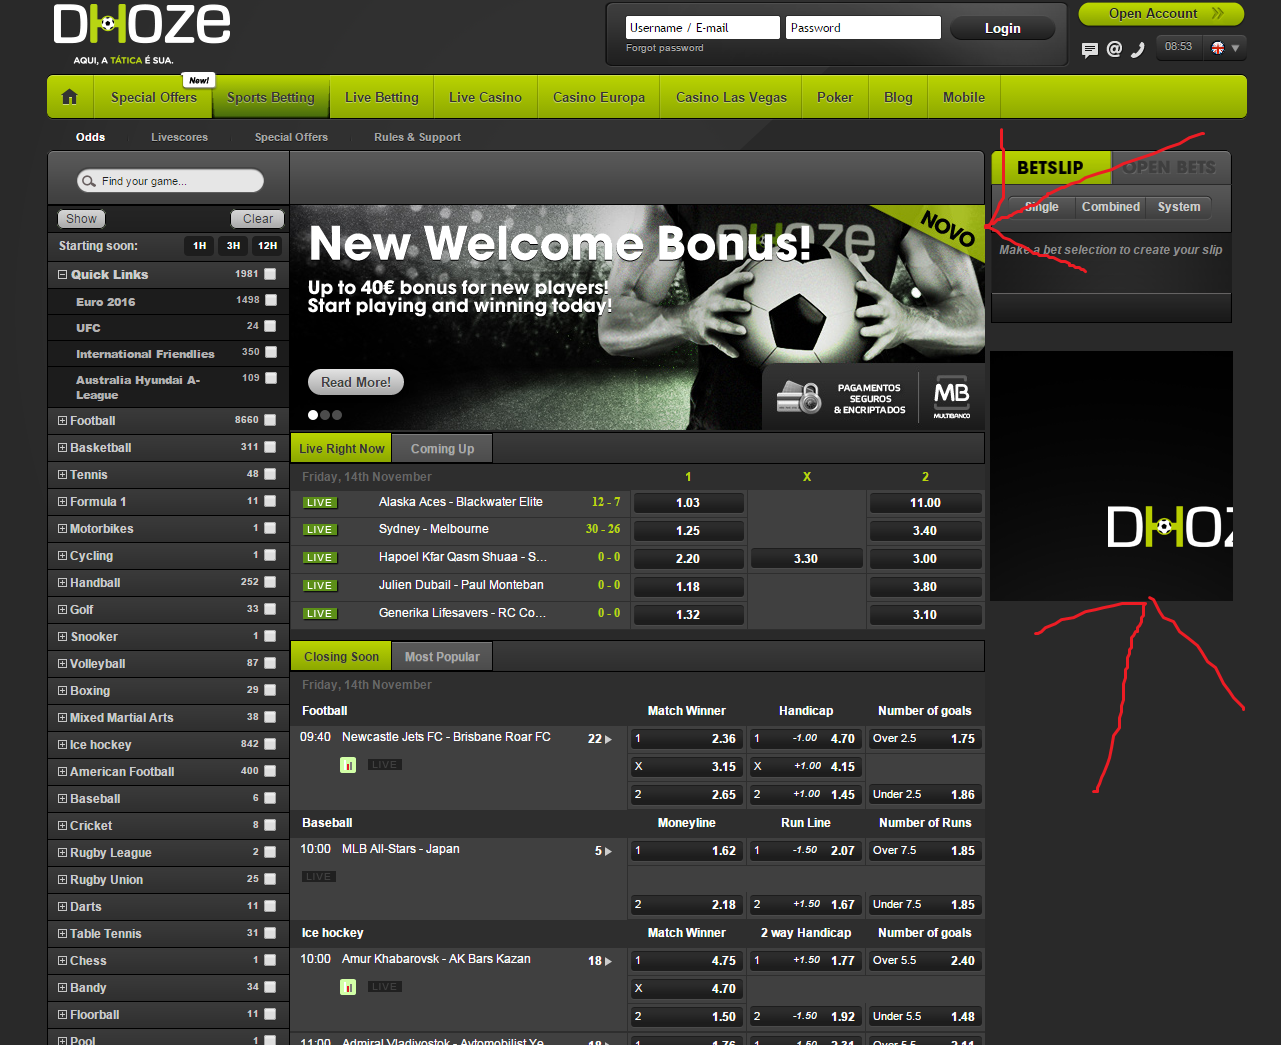 DHOZE
AQUI, A TÁTICA É SUA.
Username / E-mail
Password
Login
Forgot password
Open Account
08:53
New!
Special Offers
Sports Betting
Live Betting
Live Casino
Casino Europa
Casino Las Vegas
Poker
Blog
Mobile
Odds
Livescores
Special Offers
Rules & Support
Find your game...
Show
Clear
Starting soon:
1H
3H
12H
Quick Links 1981
Euro 2016 1498
UFC 24
International Friendlies 350
Australia Hyundai A-
League 109
Football 8660
Basketball 311
Tennis 48
Formula 1 11
Motorbikes 1
Cycling 1
Handball 252
Golf 33
Snooker 1
Volleyball 87
Boxing 29
Mixed Martial Arts 38
Ice hockey 842
American Football 400
Baseball 6
Cricket 8
Rugby League 2
Rugby Union 25
Darts 11
Table Tennis 31
Chess 1
Bandy 34
Floorball 11
Pool 1
DHOZE
NOVO
New Welcome Bonus!
Up to 40€ bonus for new players!
Start playing and winning today!
Read More!
PAGAMENTOS
SEGUROS
& ENCRIPTADOS
MB
MULTIBANCO
Live Right Now
Coming Up
Friday, 14th November 1 X 2
LIVE Alaska Aces - Blackwater Elite 12 - 7 1.03 11.00
LIVE Sydney - Melbourne 30 - 26 1.25 3.40
LIVE Hapoel Kfar Qasm Shuaa - S... 0 - 0 2.20 3.30 3.00
LIVE Julien Dubail - Paul Monteban 0 - 0 1.18 3.80
LIVE Generika Lifesavers - RC Co... 0 - 0 1.32 3.10
Closing Soon
Most Popular
Friday, 14th November
Football Match Winner Handicap Number of goals
09:40 Newcastle Jets FC - Brisbane Roar FC 22 1 2.36 1 -1.00 4.70 Over 2.5 1.75
LIVE X 3.15 X +1.00 4.15
2 2.65 2 +1.00 1.45 Under 2.5 1.86
Baseball Moneyline Run Line Number of Runs
10:00 MLB All-Stars - Japan 5 1 1.62 1 -1.50 2.07 Over 7.5 1.85
LIVE
2 2.18 2 +1.50 1.67 Under 7.5 1.85
Ice hockey Match Winner 2 way Handicap Number of goals
10:00 Amur Khabarovsk - AK Bars Kazan 18 1 4.75 1 +1.50 1.77 Over 5.5 2.40
LIVE X 4.70
2 1.50 2 -1.50 1.92 Under 5.5 1.48
11:00 Admiral Vladivostok - Avtomobilist Ye
BETSLIP
OPEN BETS
Single
Combined
System
Make a bet selection to create your slip
DHOZ